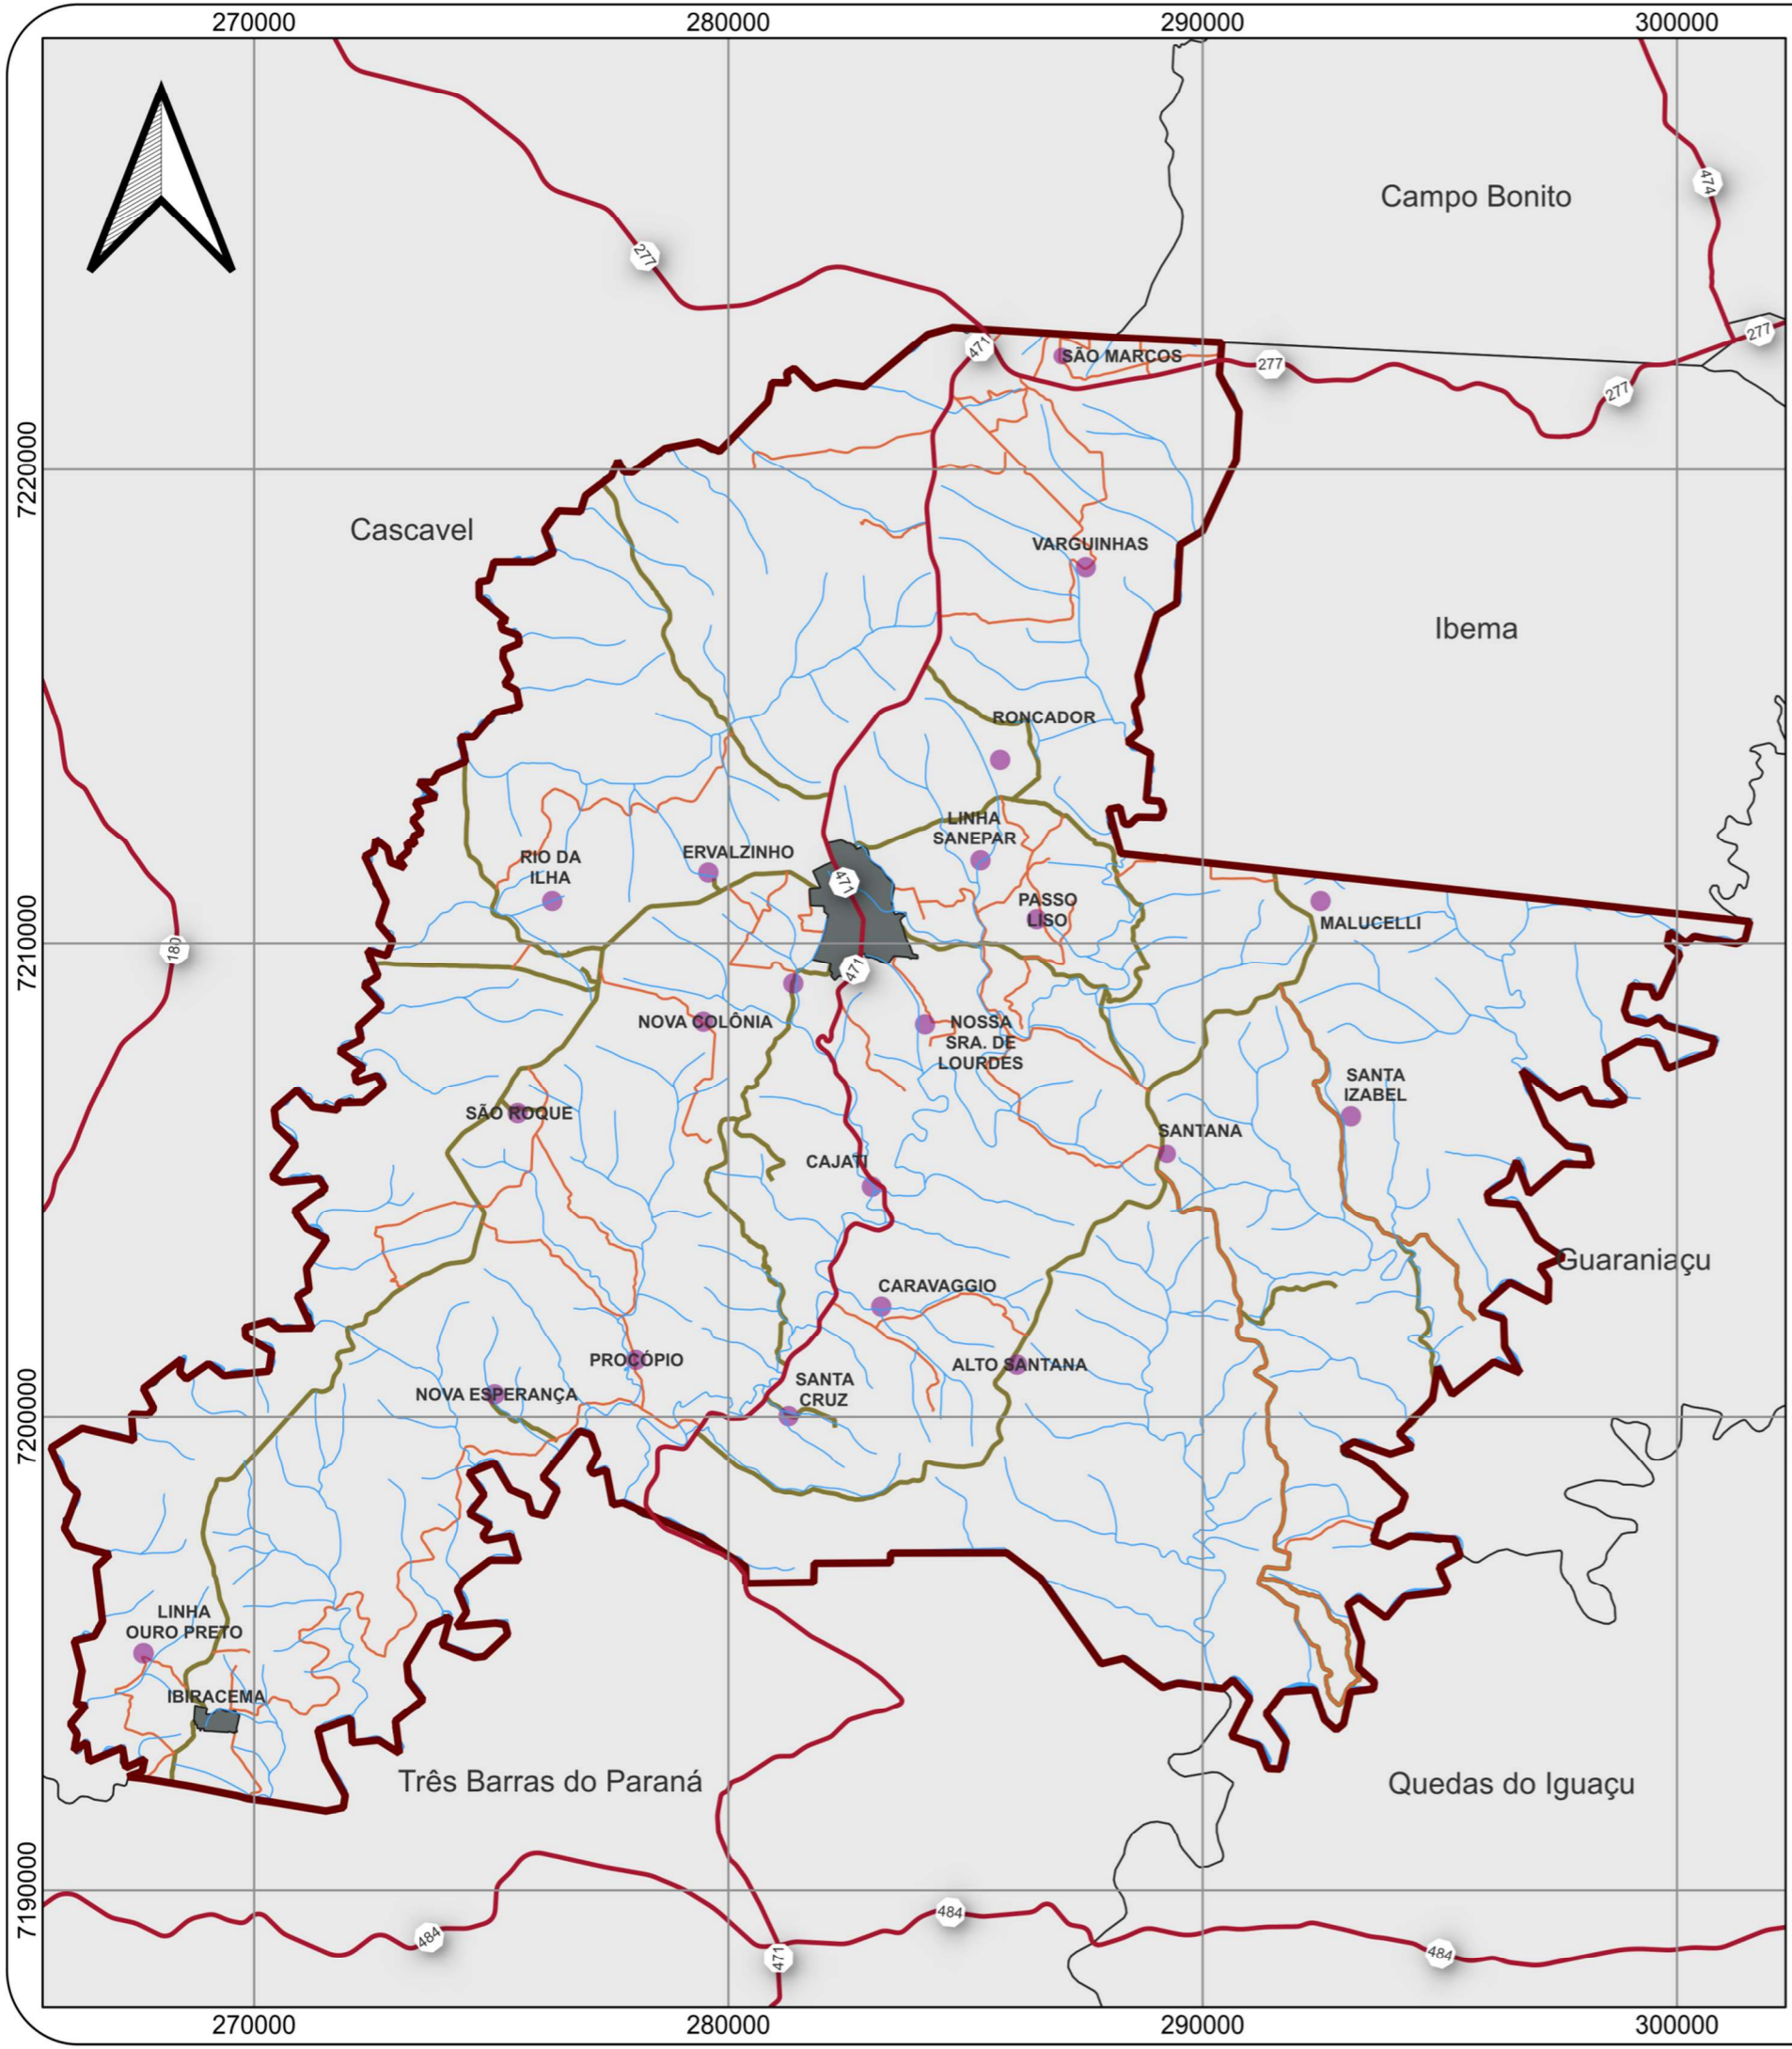 270000
280000
290000
300000
Campo Bonito
474
277
277
471
SÃO MARCOS
277
277
7220000
Cascavel
VARGUINHAS
Ibema
RONCADOR
LINHA
SANEPAR
ERVALZINHO
RIO DA
ILHA
471
PASSO
LISO
MALUCELLI
7210000
180
471
NOVA COLÔNIA
NOSSA
SRA. DE
LOURDES
SANTA
IZABEL
SÃO ROQUE
SANTANA
CAJATI
Guaraniaçu
CARAVAGGIO
PROCÓPIO
ALTO SANTANA
SANTA
CRUZ
NOVA ESPERANÇA
7200000
LINHA
OURO PRETO
IBIRACEMA
Três Barras do Paraná
Quedas do Iguaçu
7190000
484
484
484
471
270000
280000
290000
300000